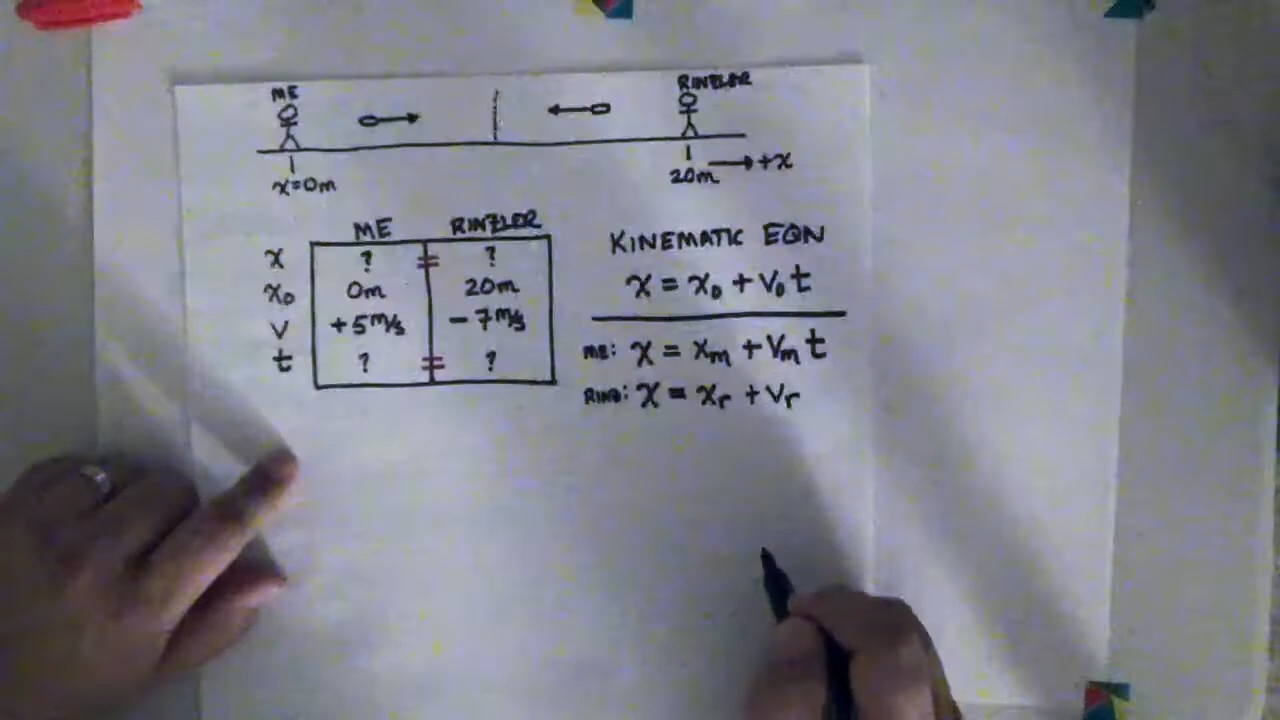 ME
RINZLER
x=0m
20m
+x
ME RINZLER
x ? = ?
x₀ 0m 20m
v +5m/s -7m/s
t ? = ?
KINEMATIC EQN
x = x₀ + v₀t
ME: x = xₘ + vₘt
RINZ: x = xᵣ + vᵣ